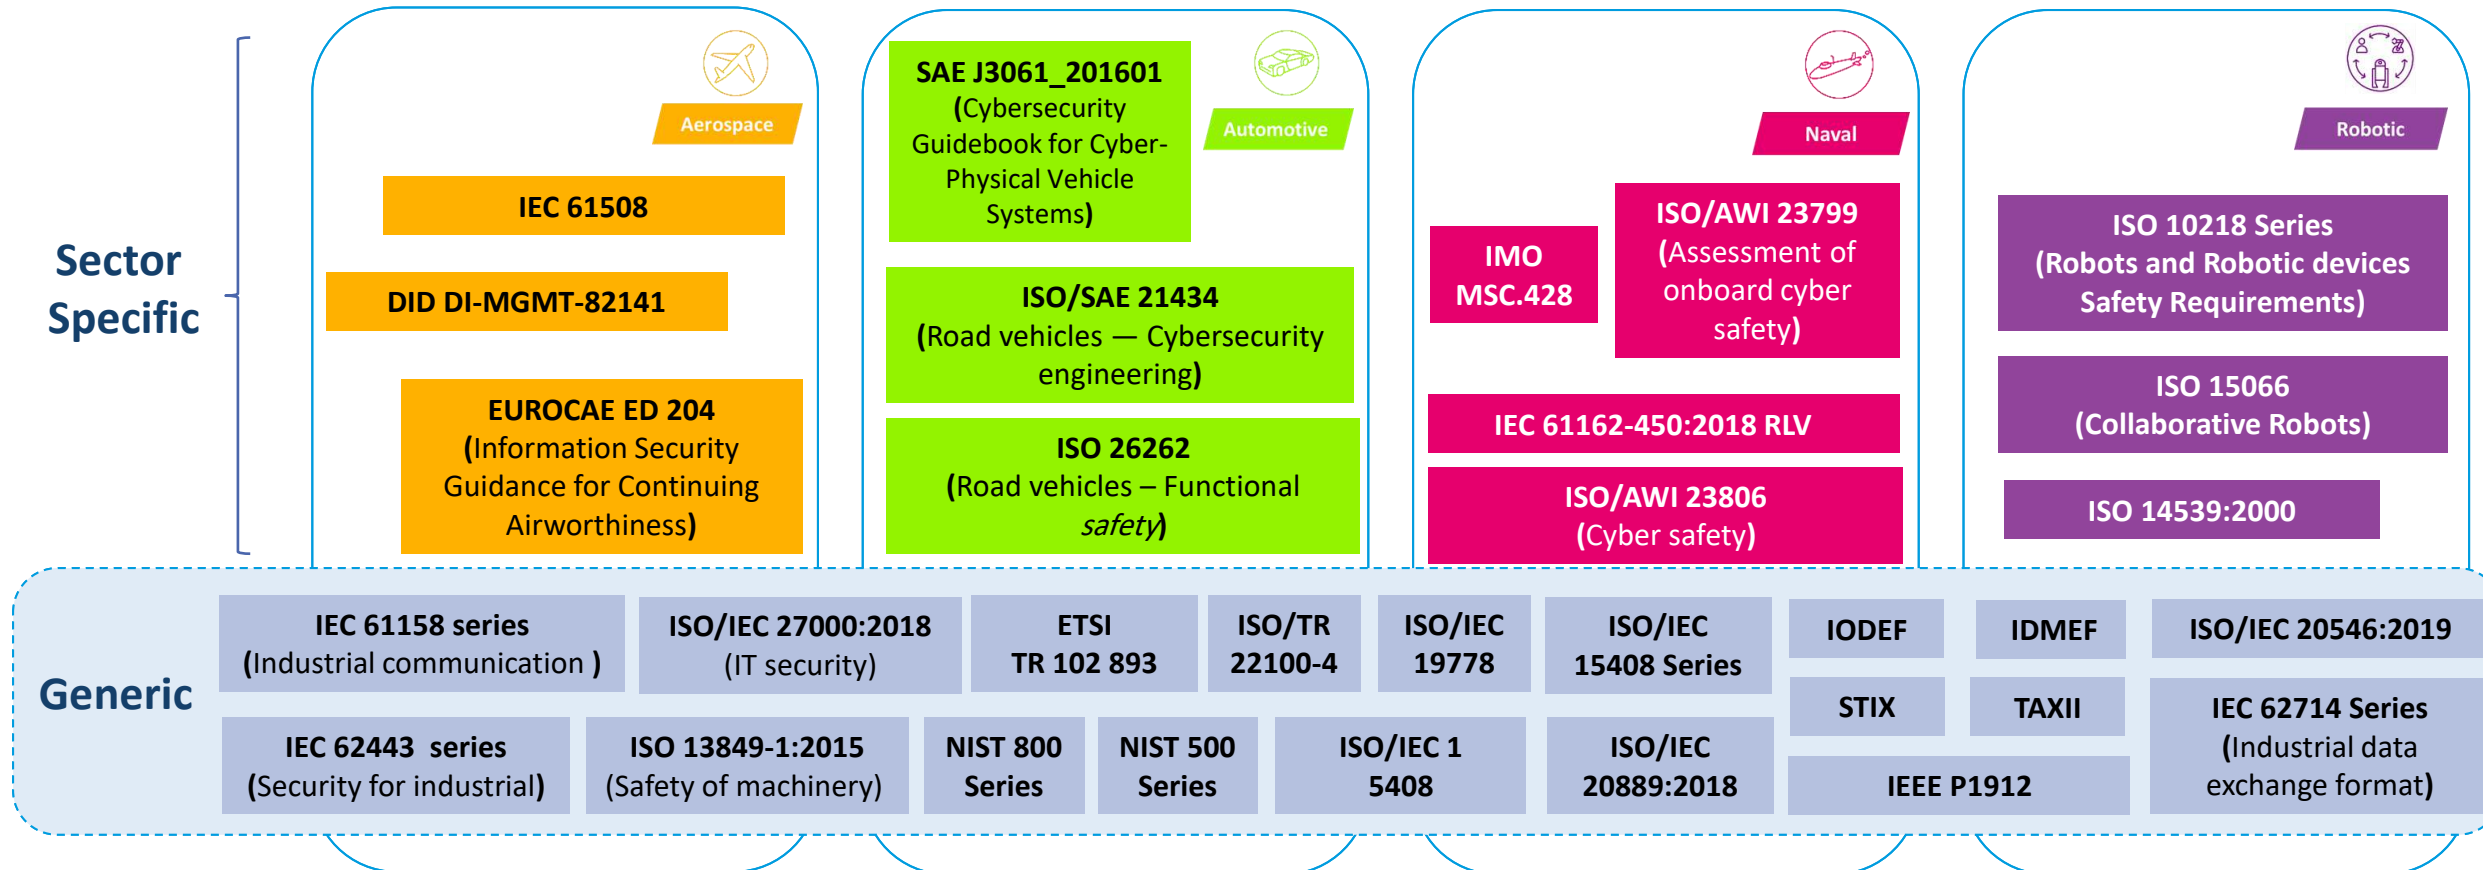 Sector
Specific
Aerospace
IEC 61508
DID DI-MGMT-82141
EUROCAE ED 204
(Information Security
Guidance for Continuing
Airworthiness)
SAE J3061_201601
(Cybersecurity
Guidebook for Cyber-
Physical Vehicle
Systems)
Automotive
ISO/SAE 21434
(Road vehicles — Cybersecurity
engineering)
ISO 26262
(Road vehicles – Functional
safety)
Naval
IMO
MSC.428
ISO/AWI 23799
(Assessment of
onboard cyber
safety)
IEC 61162-450:2018 RLV
ISO/AWI 23806
(Cyber safety)
Robotic
ISO 10218 Series
(Robots and Robotic devices
Safety Requirements)
ISO 15066
(Collaborative Robots)
ISO 14539:2000
Generic
IEC 61158 series
(Industrial communication )
ISO/IEC 27000:2018
(IT security)
ETSI
TR 102 893
ISO/TR
22100-4
ISO/IEC
19778
ISO/IEC
15408 Series
IODEF
IDMEF
ISO/IEC 20546:2019
STIX
TAXII
IEC 62443  series
(Security for industrial)
ISO 13849-1:2015
(Safety of machinery)
NIST 800
Series
NIST 500
Series
ISO/IEC 1
5408
ISO/IEC
20889:2018
IEEE P1912
IEC 62714 Series
(Industrial data
exchange format)